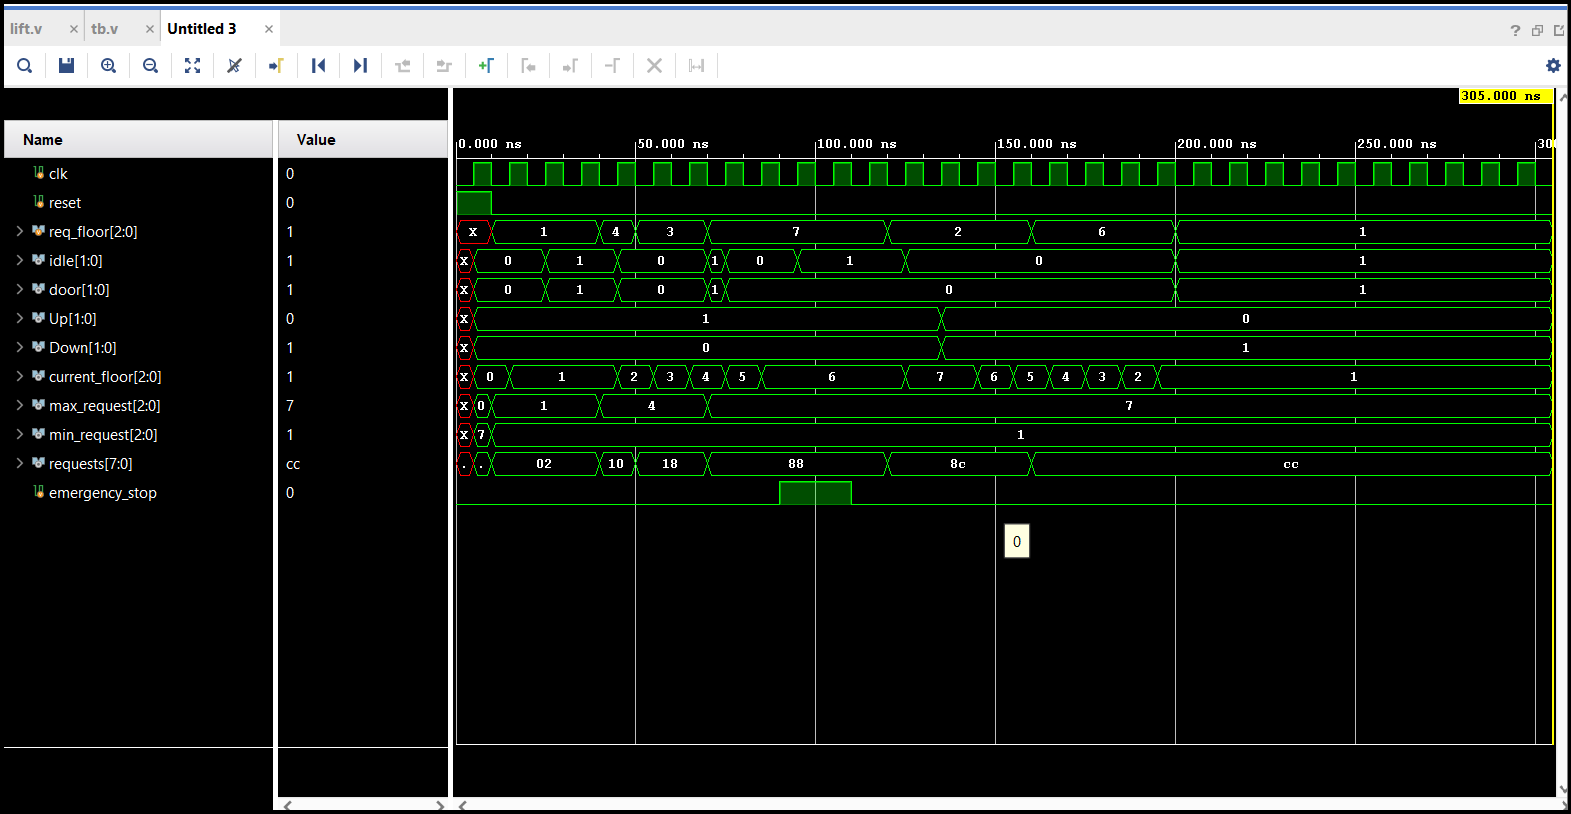 lift.v × tb.v × Untitled 3 ×
?
305.000 ns
Name Value
0.000 ns 50.000 ns 100.000 ns 150.000 ns 200.000 ns 250.000 ns 300
clk 0
reset 0
req_floor[2:0] 1 X 1 4 3 7 2 6 1
idle[1:0] 1 X 0 1 0 1 0 1 0 1
door[1:0] 1 X 0 1 0 1 0 1
Up[1:0] 0 X 1 0
Down[1:0] 1 X 0 1
current_floor[2:0] 1 X 0 1 2 3 4 5 6 7 6 5 4 3 2 1
max_request[2:0] 7 X 0 1 4 7
min_request[2:0] 1 X 7 1
requests[7:0] cc . . 02 10 18 88 8c cc
emergency_stop 0
0